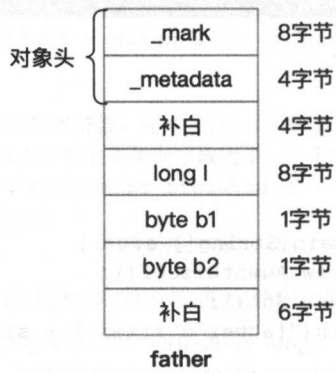 _mark 8字节
对象头
_metadata 4字节
补白 4字节
long l 8字节
byte b1 1字节
byte b2 1字节
补白 6字节
father